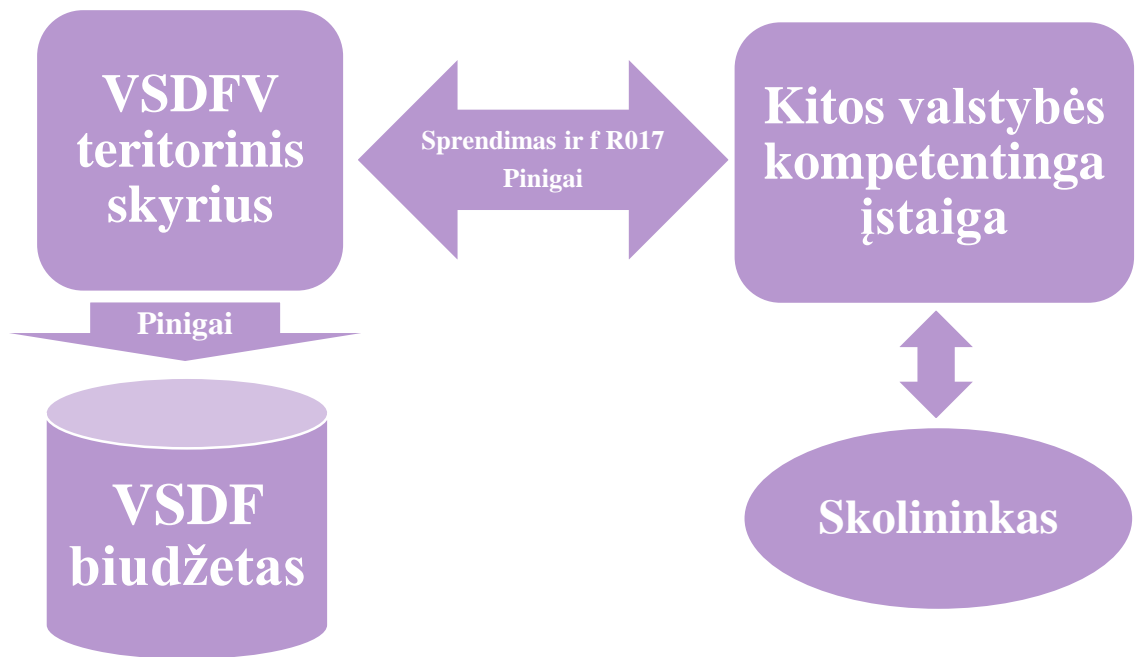 VSDFV
teritorinis
skyrius
Sprendimas ir f R017
Pinigai
Kitos valstybės
kompetentinga
įstaiga
Pinigai
VSDF
biudžetas
Skolininkas